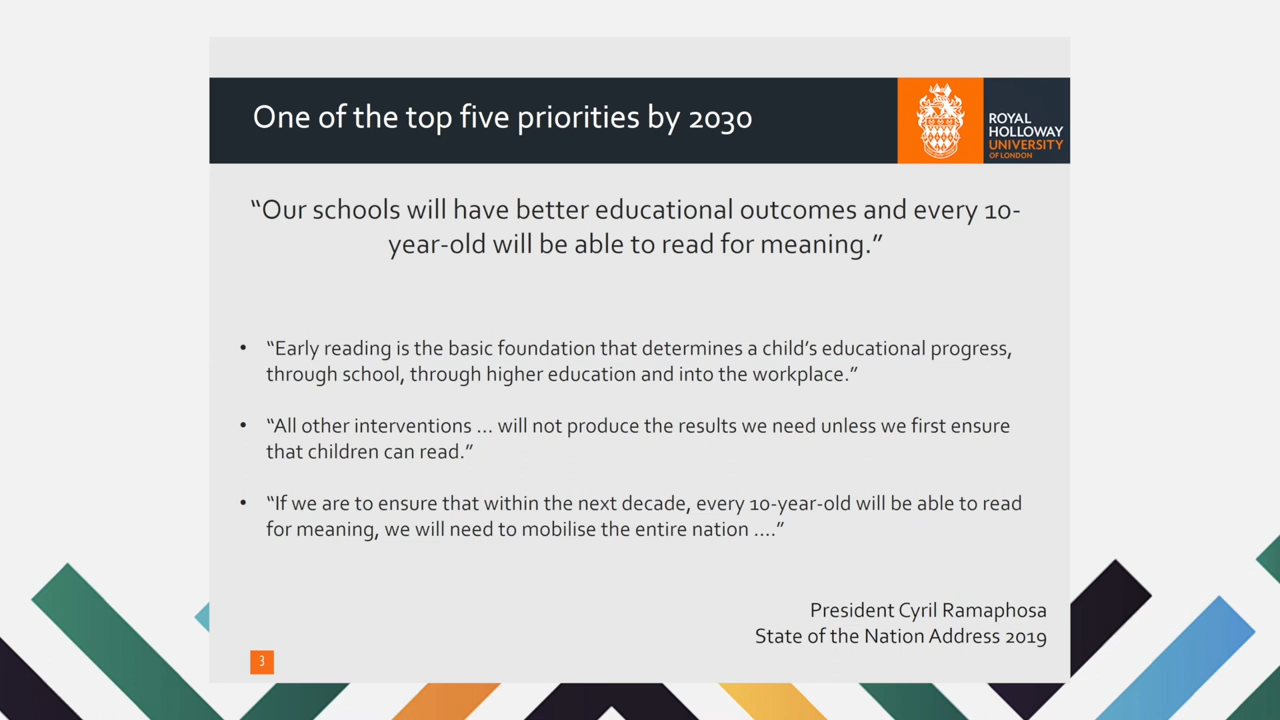 One of the top five priorities by 2030
ROYAL
HOLLOWAY
UNIVERSITY
OF LONDON
“Our schools will have better educational outcomes and every 10-
year-old will be able to read for meaning.”
• “Early reading is the basic foundation that determines a child’s educational progress,
through school, through higher education and into the workplace.”
• “All other interventions ... will not produce the results we need unless we first ensure
that children can read.”
• “If we are to ensure that within the next decade, every 10-year-old will be able to read
for meaning, we will need to mobilise the entire nation ....”
President Cyril Ramaphosa
State of the Nation Address 2019
3